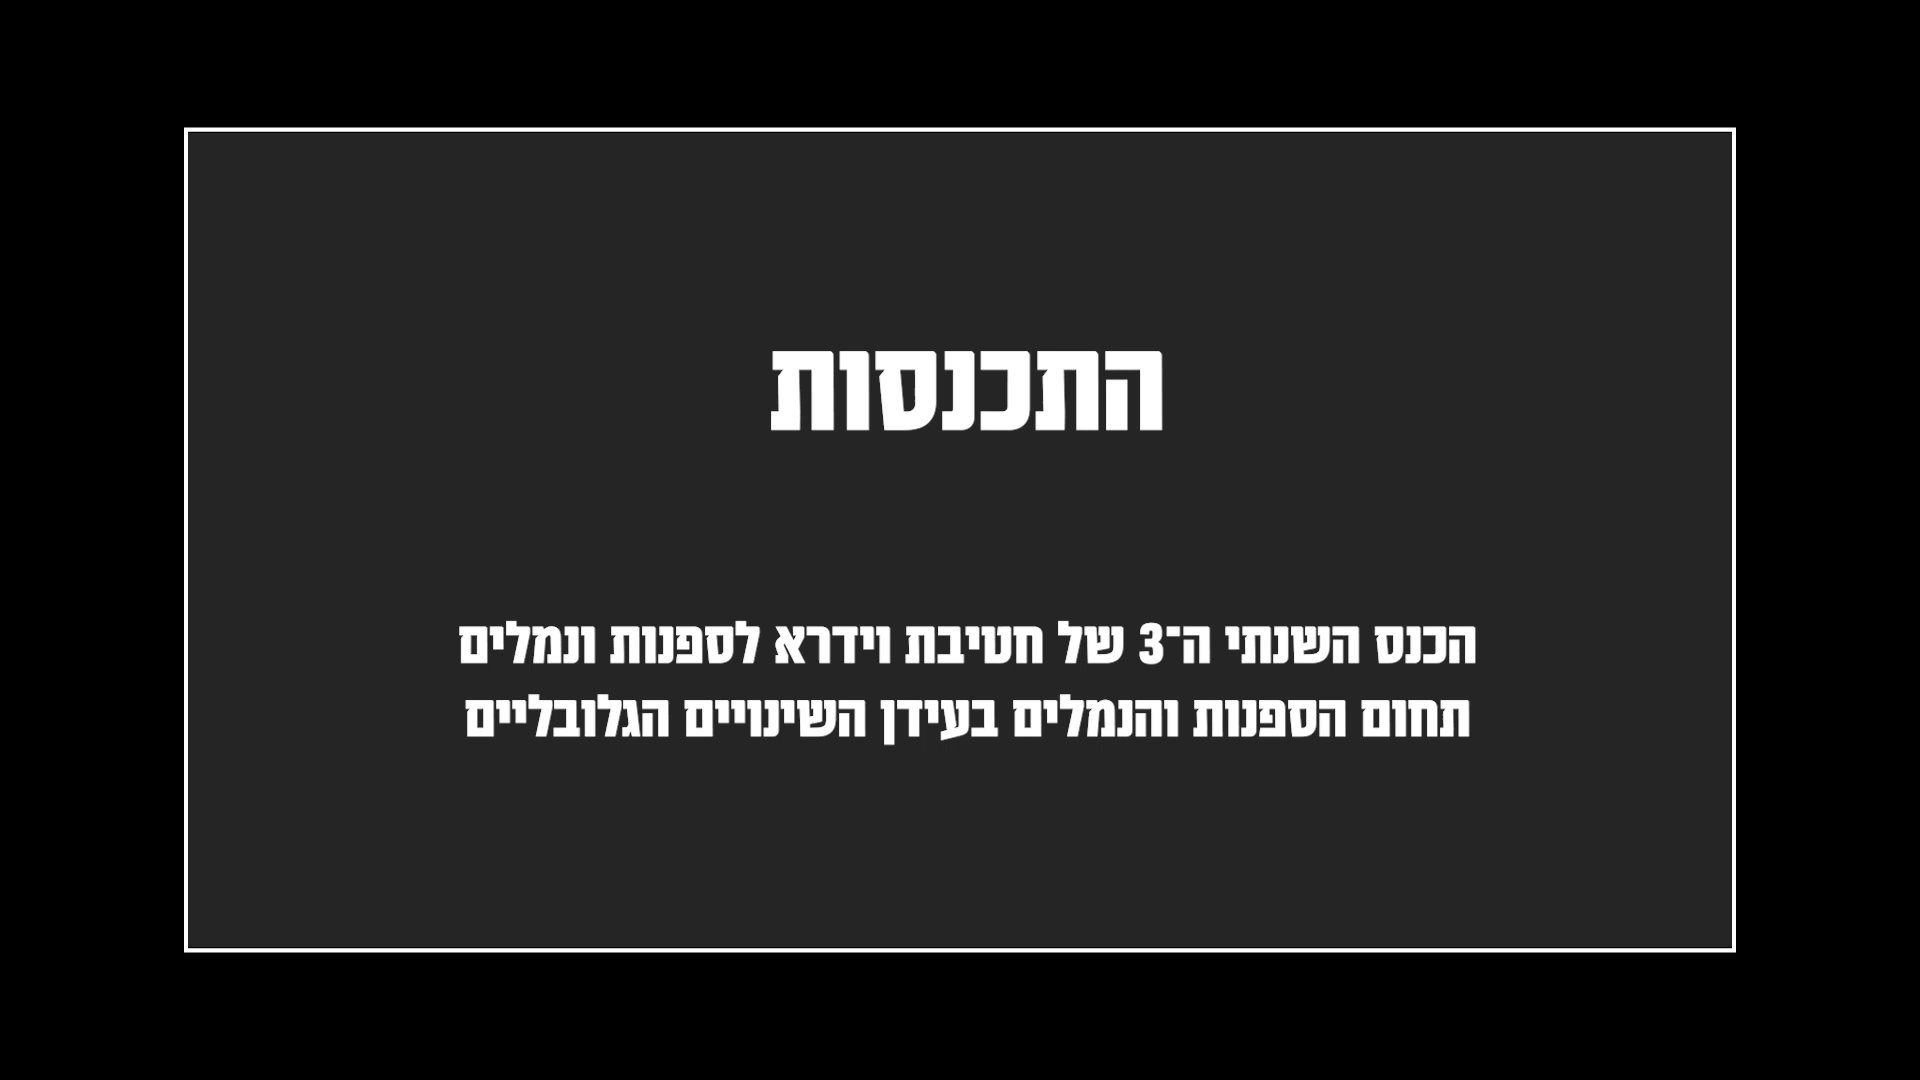 התכנסות
הכנס השנתי ה־3 של חטיבת וידרא לספנות ונמלים
תחום הספנות והנמלים בעידן השינויים הגלובליים